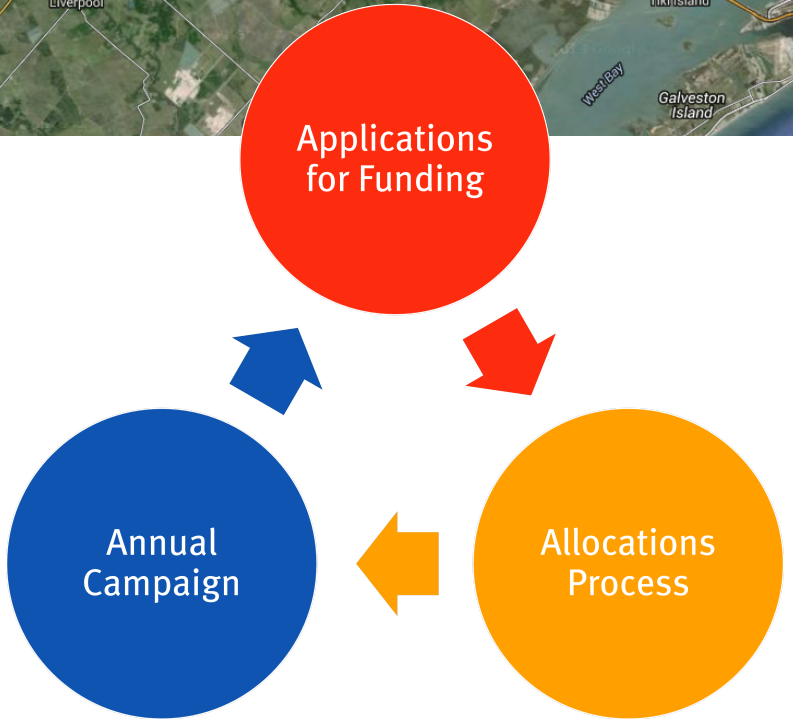 Liverpool
Tiki Island
West Bay
Galveston
Island
Applications
for Funding
Annual
Campaign
Allocations
Process